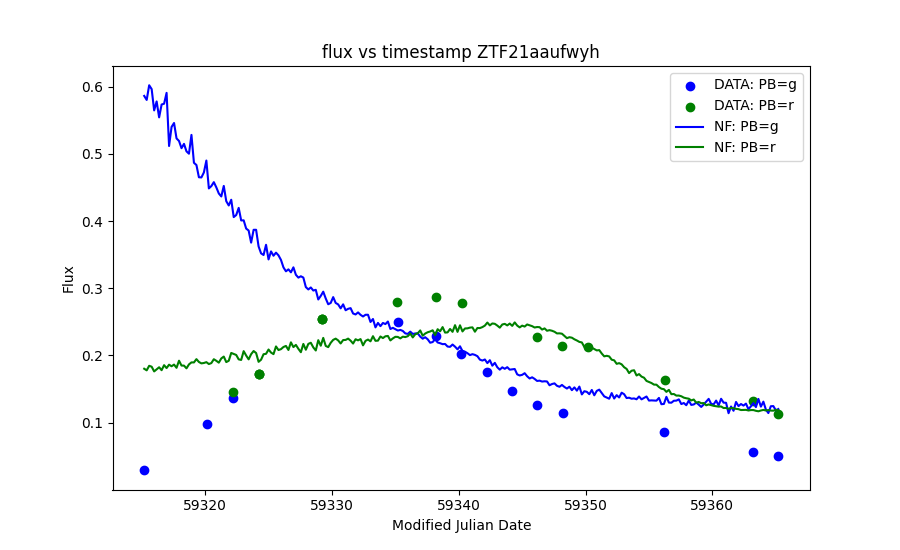 flux vs timestamp ZTF21aaufwyh
DATA: PB=g
DATA: PB=r
NF: PB=g
NF: PB=r
0.6
0.5
0.4
0.3
0.2
0.1
Flux
59320
59330
59340
59350
59360
Modified Julian Date